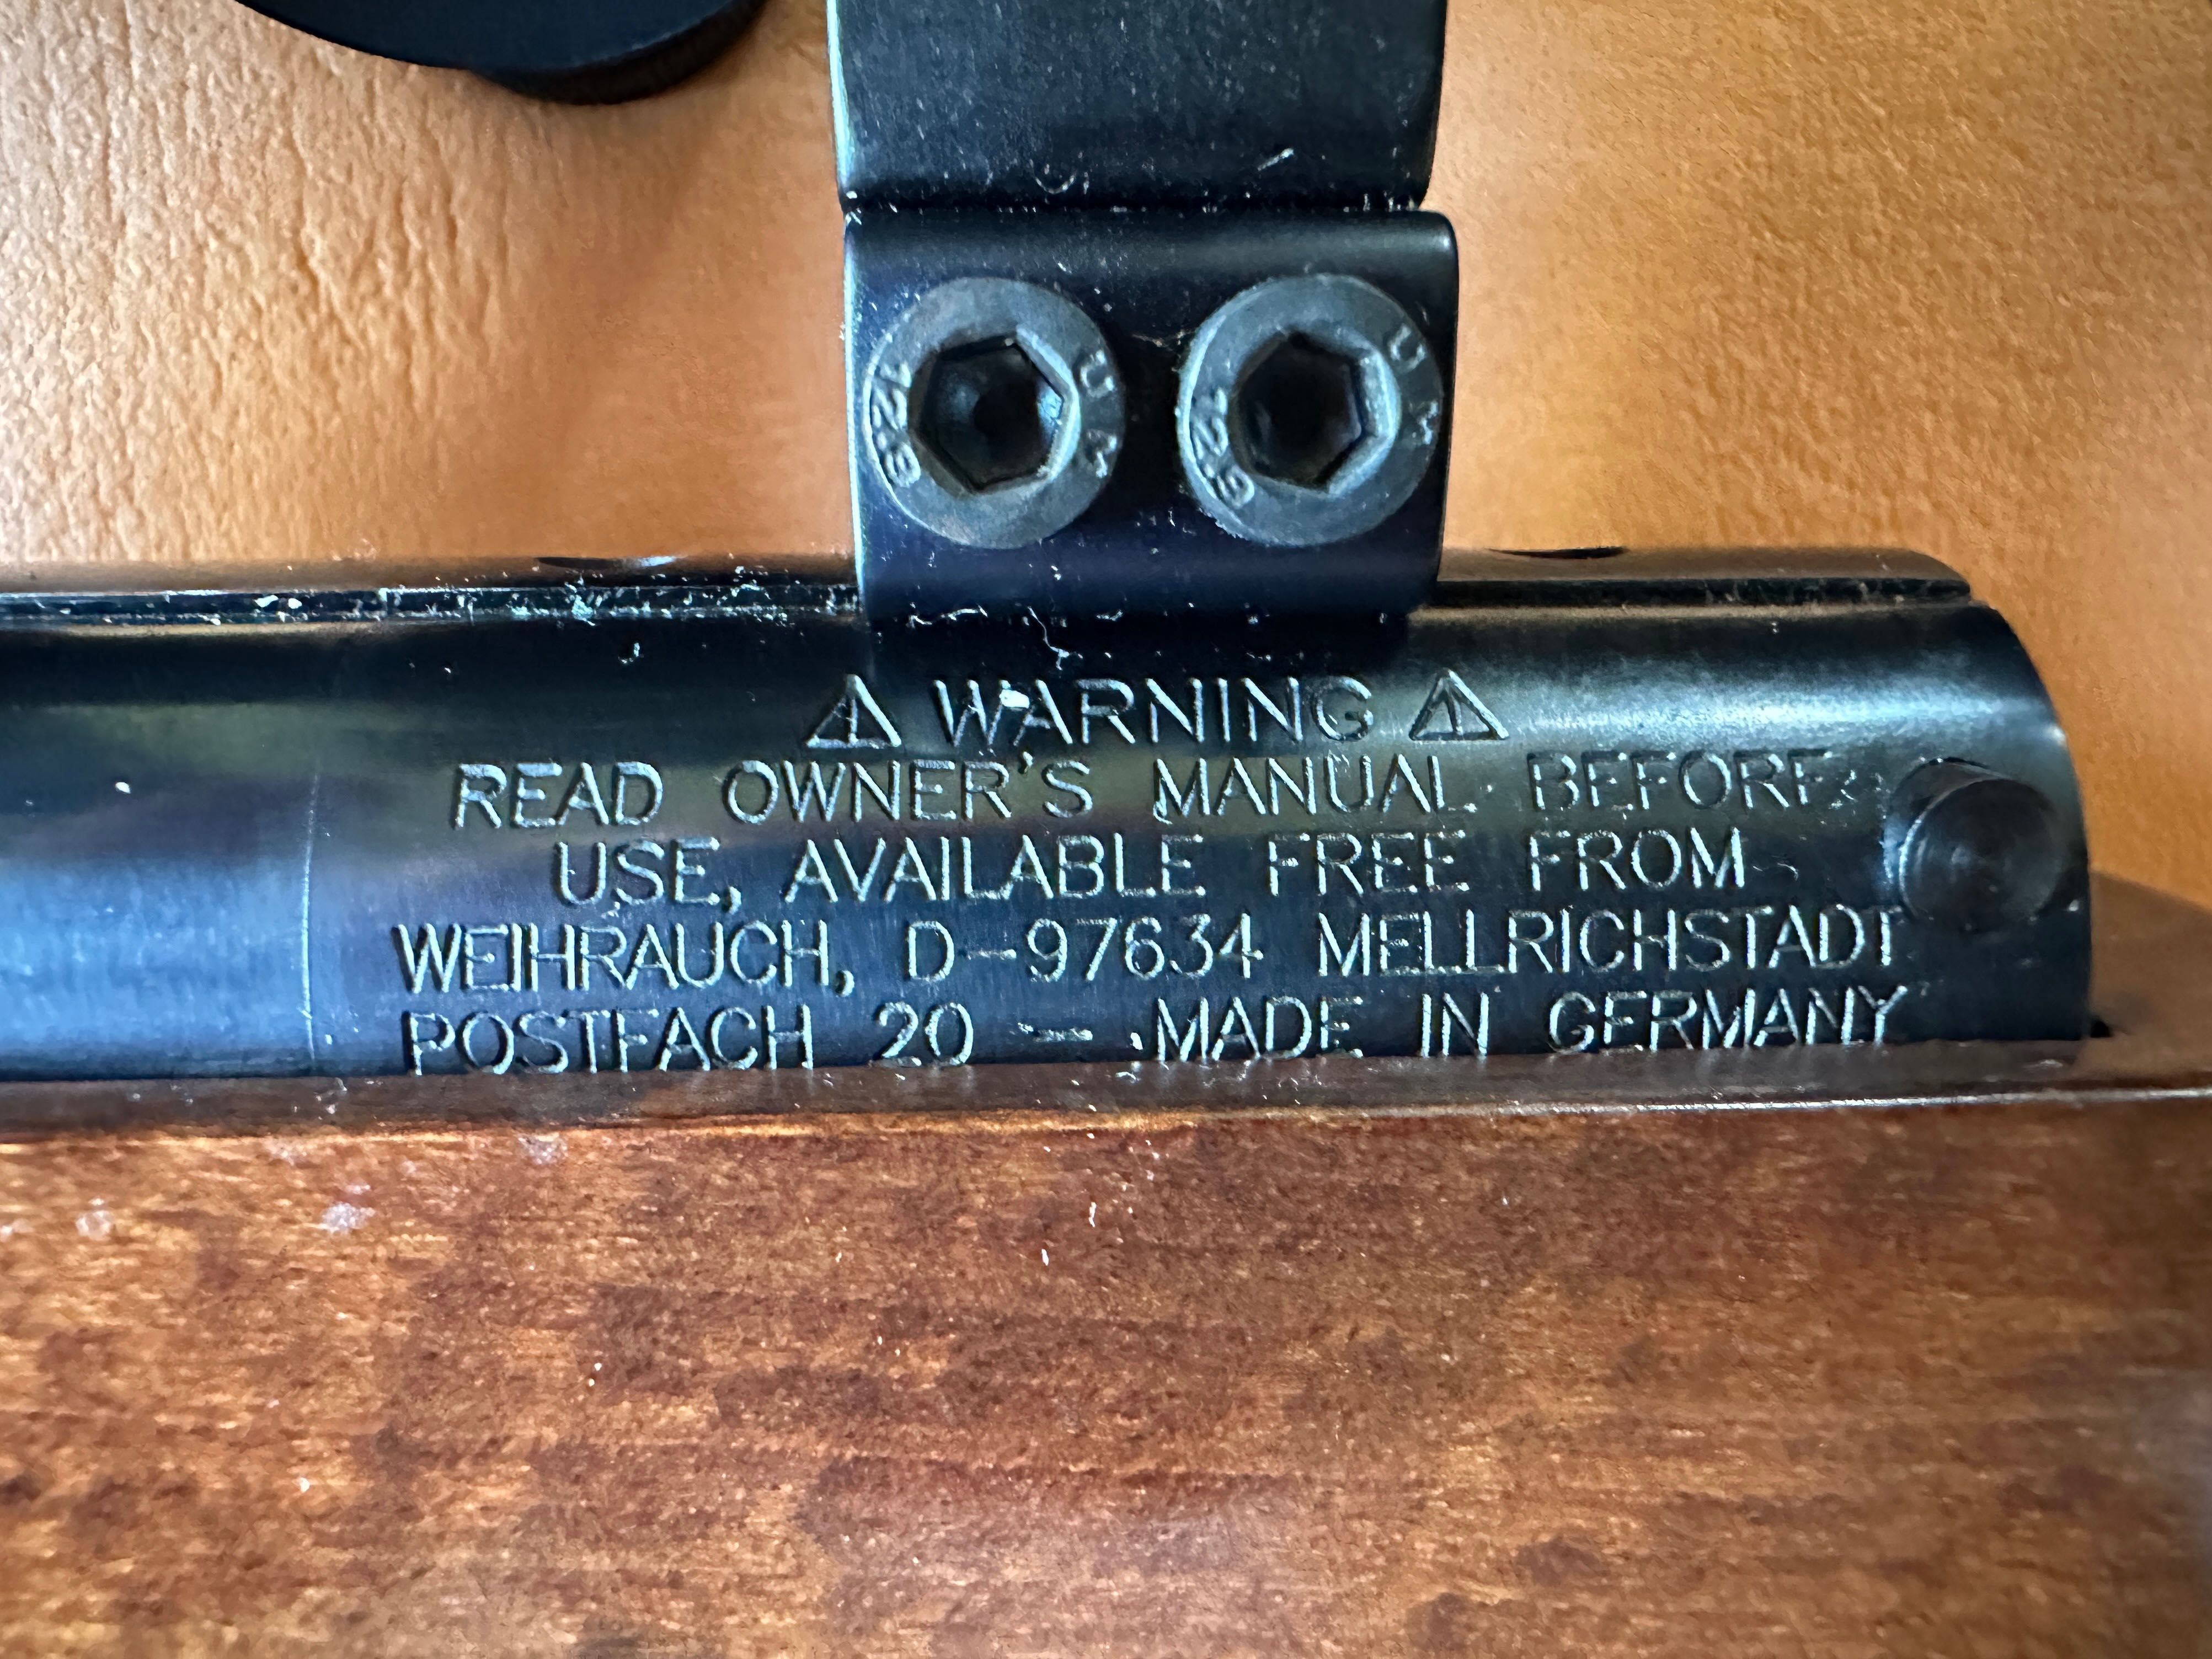 ⚠ WARNING ⚠
READ OWNER'S MANUAL BEFORE
USE, AVAILABLE FREE FROM
WEIHRAUCH, D-97634 MELLRICHSTADT
POSTFACH 20 - MADE IN GERMANY